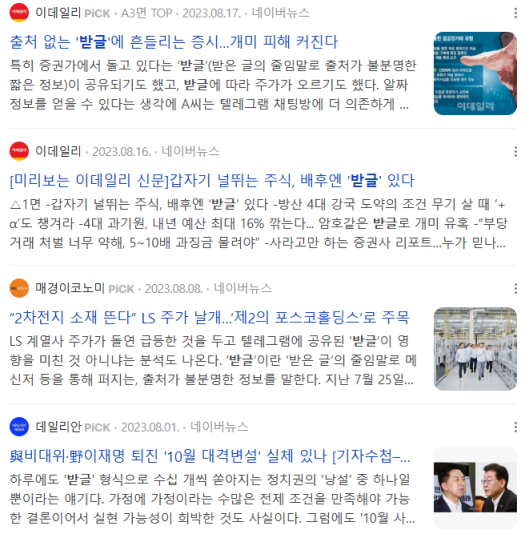 이데일리 PiCK · A3면 TOP · 2023.08.17. · 네이버뉴스
출처 없는 '받글'에 흔들리는 증시...개미 피해 커진다
특히 증권가에서 돌고 있다는 '받글'(받은 글의 줄임말로 출처가 불분명한
짧은 정보)이 공유되기도 했고, 받글에 따라 주가가 오르기도 했다. 알짜
정보를 얻을 수 있다는 생각에 A씨는 텔레그램 채팅방에 더 의존하게 ...
이데일리
이데일리 · 2023.08.16. · 네이버뉴스
[미리보는 이데일리 신문]갑자기 널뛰는 주식, 배후엔 '받글' 있다
△1면 -갑자기 널뛰는 주식, 배후엔 '받글' 있다 -방산 4대 강국 도약의 조건 무기 살 때 '+
α'도 챙겨라 -4대 과기원, 내년 예산 최대 16% 깎는다... 암호같은 받글로 개미 유혹 -"부당
거래 처벌 너무 약해, 5~10배 과징금 물려야" -사라고만 하는 증권사 리포트...누가 믿나...
매경이코노미 PiCK · 2023.08.08. · 네이버뉴스
"2차전지 소재 뜬다" LS 주가 날개...'제2의 포스코홀딩스'로 주목
LS 계열사 주가가 돌연 급등한 것을 두고 텔레그램에 공유된 '받글'이 영
향을 미친 것 아니냐는 분석도 나온다. '받글'이란 '받은 글'의 줄임말로 메
신저 등을 통해 퍼지는, 출처가 불분명한 정보를 말한다. 지난 7월 25일...
데일리안 PiCK · 2023.08.01. · 네이버뉴스
與비대위·野이재명 퇴진 '10월 대격변설' 실체 있나 [기자수첩–...
하루에도 '받글' 형식으로 수십 개씩 쏟아지는 정치권의 '낭설' 중 하나일
뿐이라는 얘기다. 가정에 가정이라는 수많은 전제 조건을 만족해야 가능
한 결론이어서 실현 가능성이 희박한 것도 사실이다. 그럼에도 '10월 사...